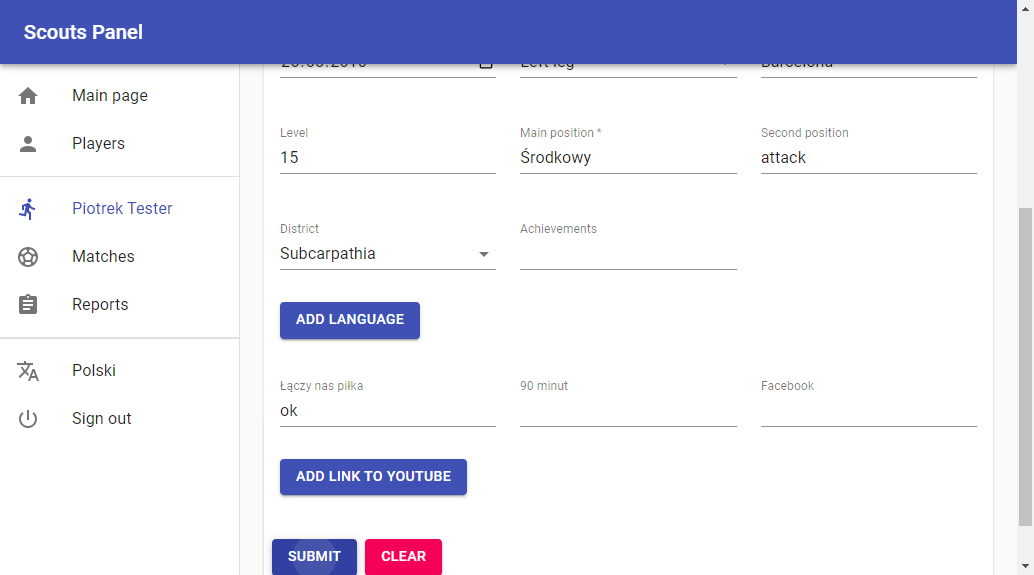 Scouts Panel
Main page
Players
Piotrek Tester
Matches
Reports
Polski
Sign out
Left leg Barcelona
Level Main position * Second position
15 Środkowy attack
District Achievements
Subcarpathia
ADD LANGUAGE
Łączy nas piłka 90 minut Facebook
ok
ADD LINK TO YOUTUBE
SUBMIT CLEAR